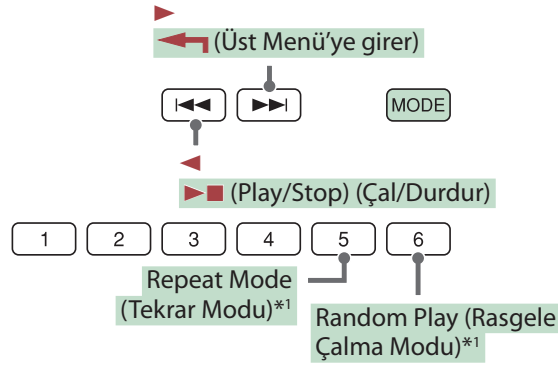 (Üst Menü'ye girer)
MODE
(Play/Stop) (Çal/Durdur)
1 2 3 4 5 6
Repeat Mode
(Tekrar Modu)*1
Random Play (Rasgele
Çalma Modu)*1